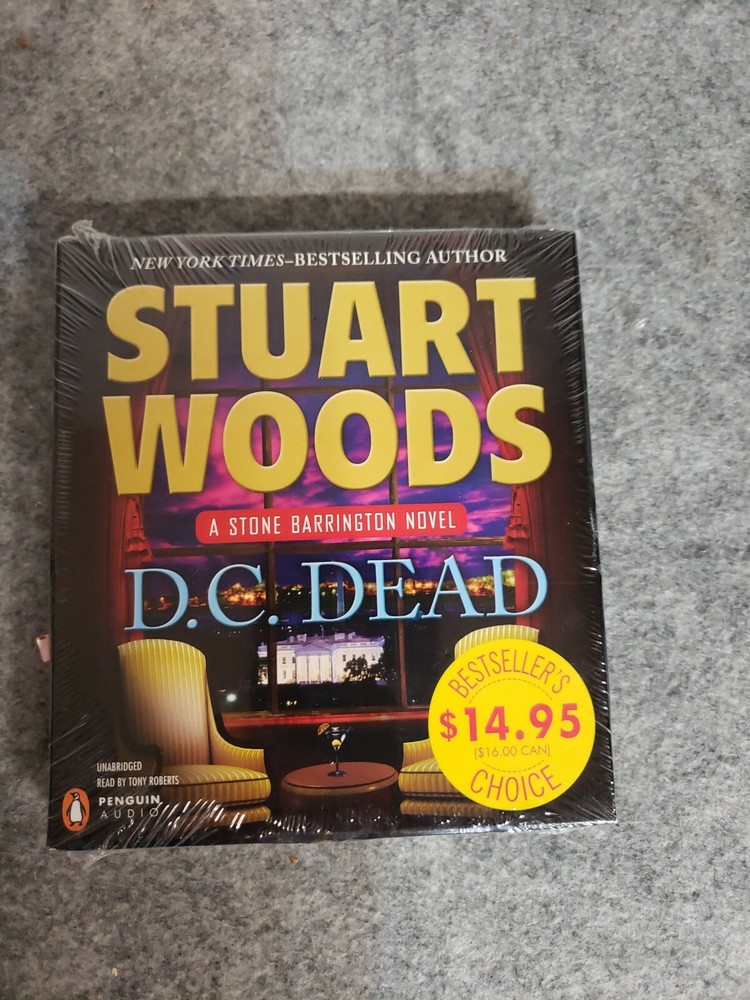 NEW YORK TIMES–BESTSELLING AUTHOR
STUART
WOODS
A STONE BARRINGTON NOVEL
D.C. DEAD
BESTSELLER'S
$14.95
($16.00 CAN)
CHOICE
UNABRIDGED
READ BY TONY ROBERTS
PENGUIN
AUDIO